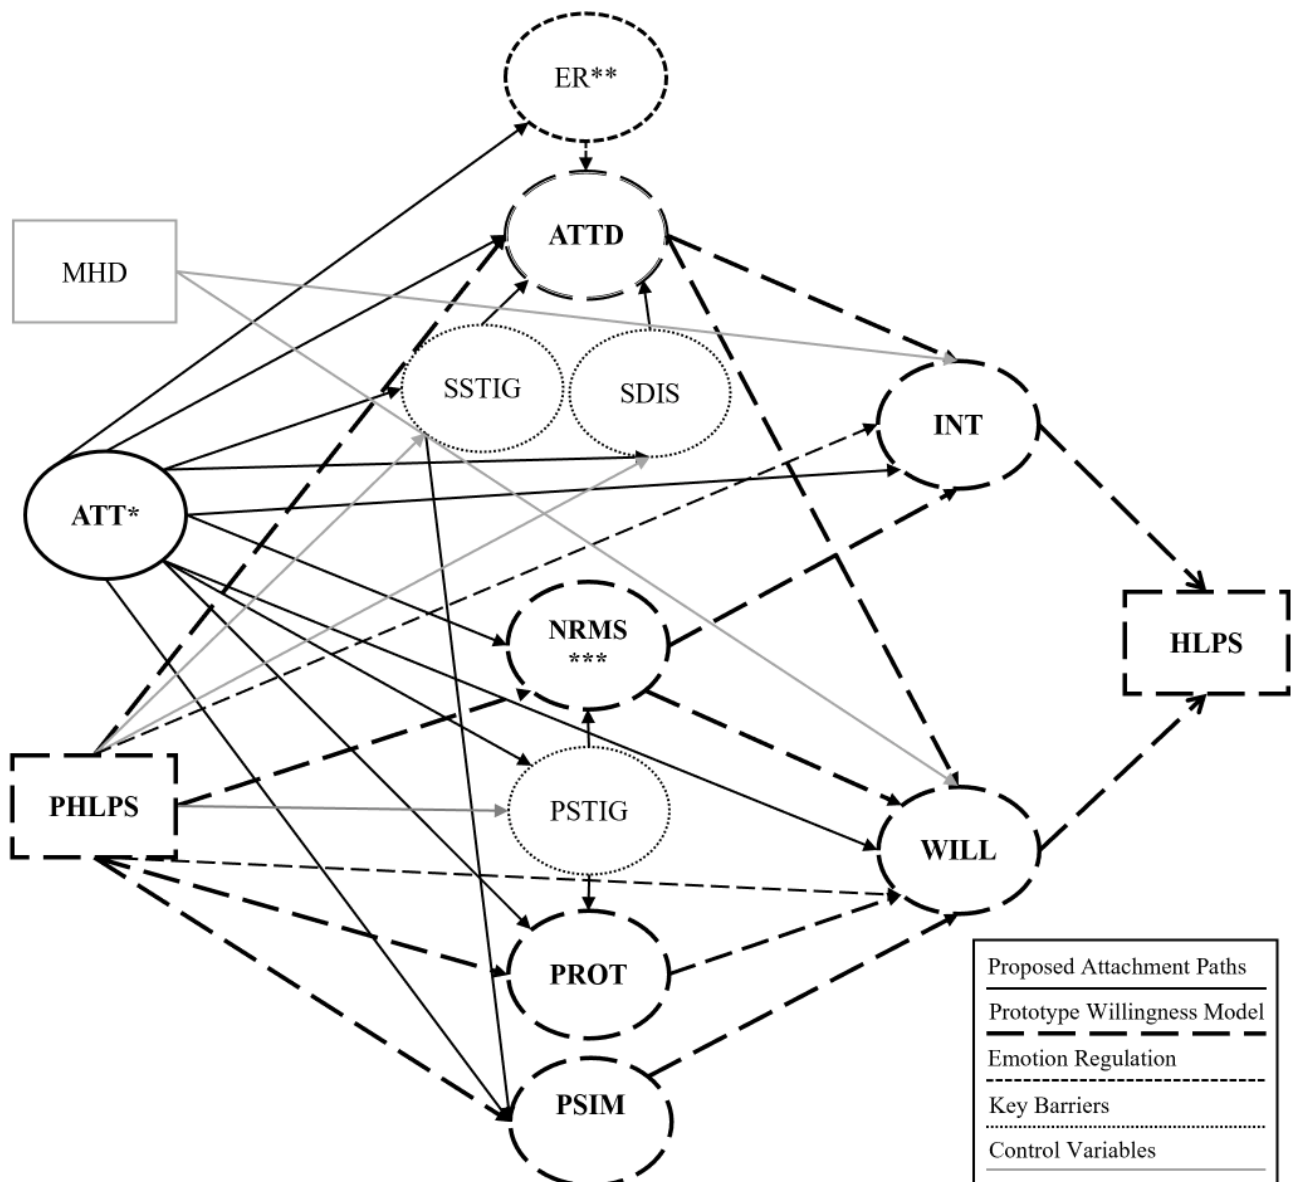 ER**
ATTD
MHD
SSTIG
SDIS
INT
ATT*
NRMS
***
HLPS
PHLPS
PSTIG
WILL
PROT
PSIM
Proposed Attachment Paths
Prototype Willingness Model
Emotion Regulation
Key Barriers
Control Variables